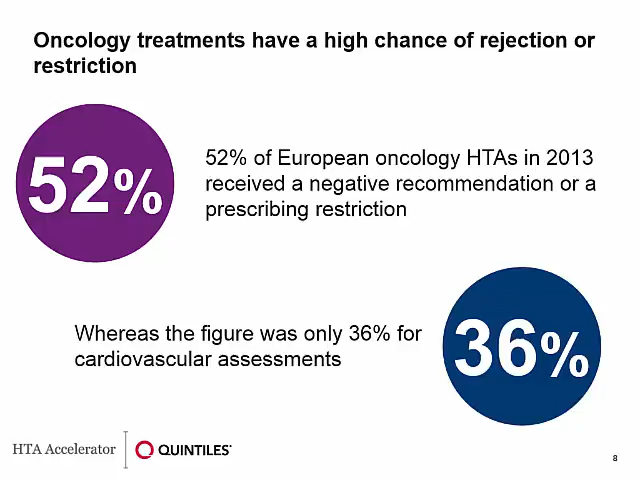 Oncology treatments have a high chance of rejection or
restriction
52%
52% of European oncology HTAs in 2013
received a negative recommendation or a
prescribing restriction
Whereas the figure was only 36% for
cardiovascular assessments
36%
HTA Accelerator
QUINTILES
8